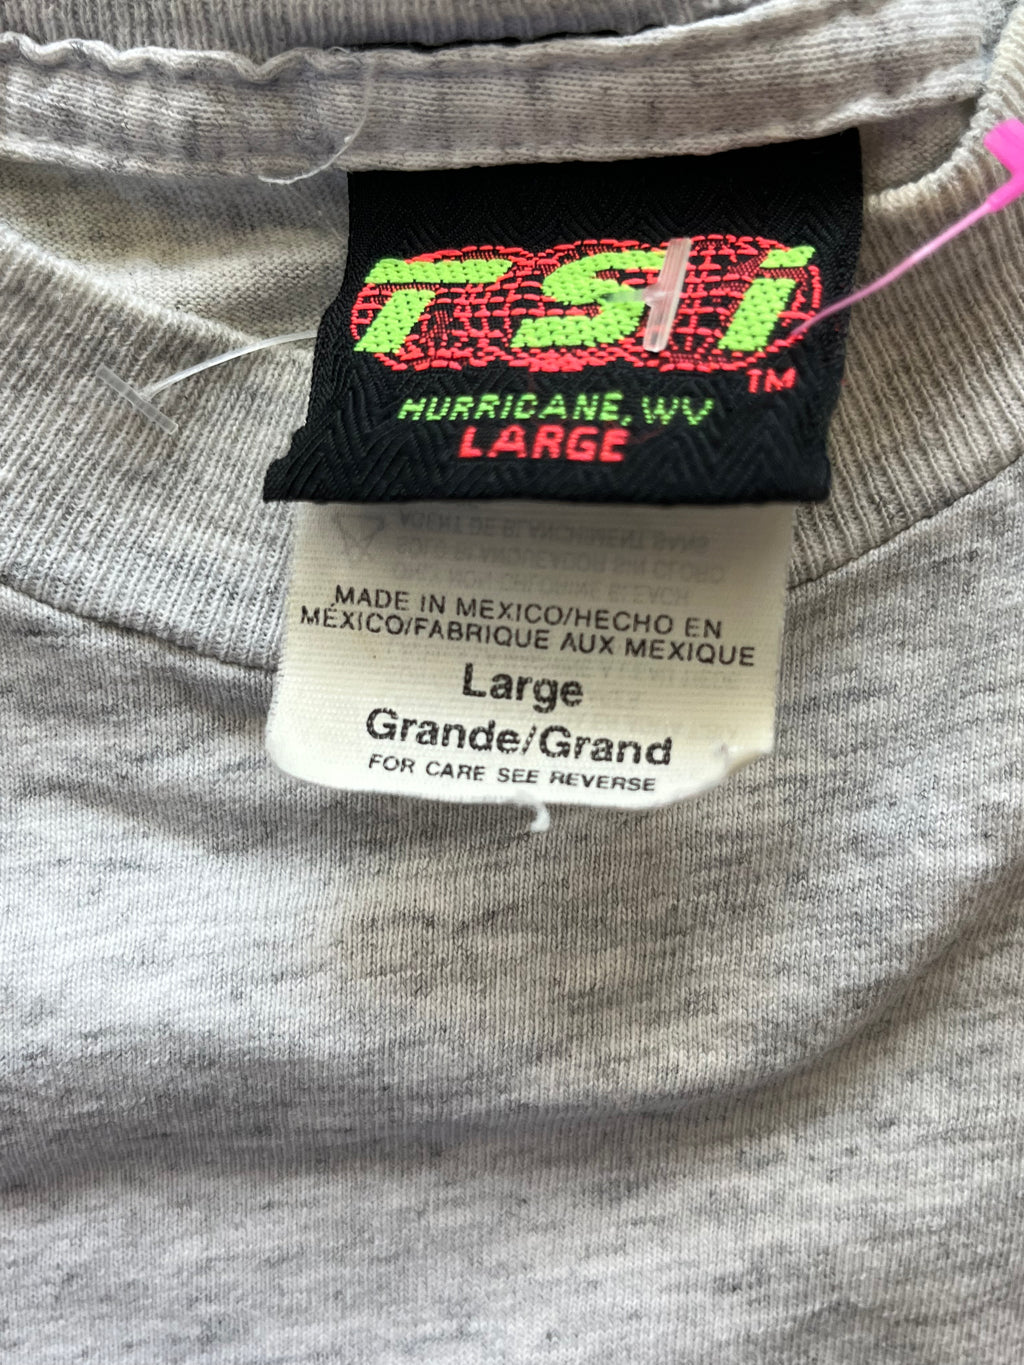 TSi
TM
HURRICANE, WV
LARGE
MADE IN MEXICO/HECHO EN
MÉXICO/FABRIQUE AUX MEXIQUE
Large
Grande/Grand
FOR CARE SEE REVERSE